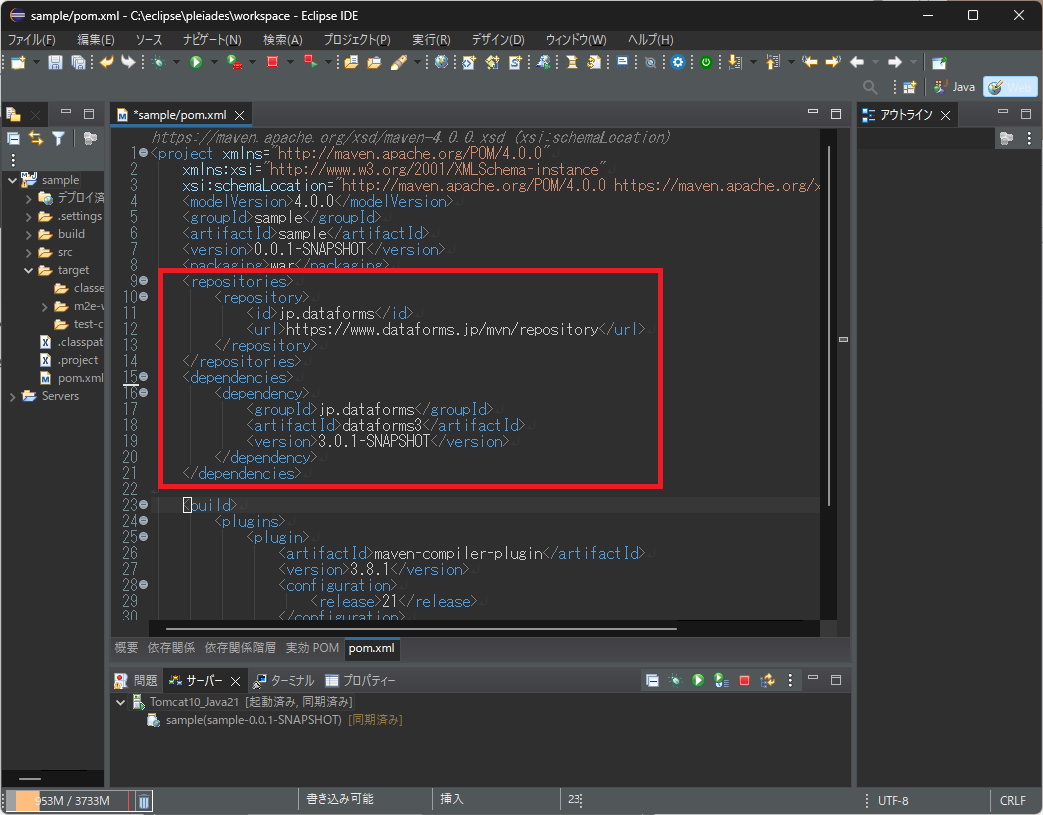 sample/pom.xml - C:\eclipse\pleiades\workspace - Eclipse IDE
ファイル(F) 編集(E) ソース ナビゲート(N) 検索(A) プロジェクト(P) 実行(R) デザイン(D) ウィンドウ(W) ヘルプ(H)
Java Web
*sample/pom.xml
アウトライン
sample
デプロイ済
.settings
build
src
target
classe
m2e-v
test-c
.classpat
.project
pom.xml
Servers
https://maven.apache.org/xsd/maven-4.0.0.xsd (xsi:schemaLocation)
1 <project xmlns="http://maven.apache.org/POM/4.0.0"
2 xmlns:xsi="http://www.w3.org/2001/XMLSchema-instance"
3 xsi:schemaLocation="http://maven.apache.org/POM/4.0.0 https://maven.apache.org/x
4 <modelVersion>4.0.0</modelVersion>
5 <groupId>sample</groupId>
6 <artifactId>sample</artifactId>
7 <version>0.0.1-SNAPSHOT</version>
8 <packaging>war</packaging>
9 <repositories>
10 <repository>
11 <id>jp.dataforms</id>
12 <url>https://www.dataforms.jp/mvn/repository</url>
13 </repository>
14 </repositories>
15 <dependencies>
16 <dependency>
17 <groupId>jp.dataforms</groupId>
18 <artifactId>dataforms3</artifactId>
19 <version>3.0.1-SNAPSHOT</version>
20 </dependency>
21 </dependencies>
22
23 <build>
24 <plugins>
25 <plugin>
26 <artifactId>maven-compiler-plugin</artifactId>
27 <version>3.8.1</version>
28 <configuration>
29 <release>21</release>
30 </configuration>
概要 依存関係 依存関係階層 実効 POM pom.xml
問題 サーバー ターミナル プロパティー
Tomcat10_Java21 [起動済み, 同期済み]
sample(sample-0.0.1-SNAPSHOT) [同期済み]
953M / 3733M 書き込み可能 挿入 23 UTF-8 CRLF